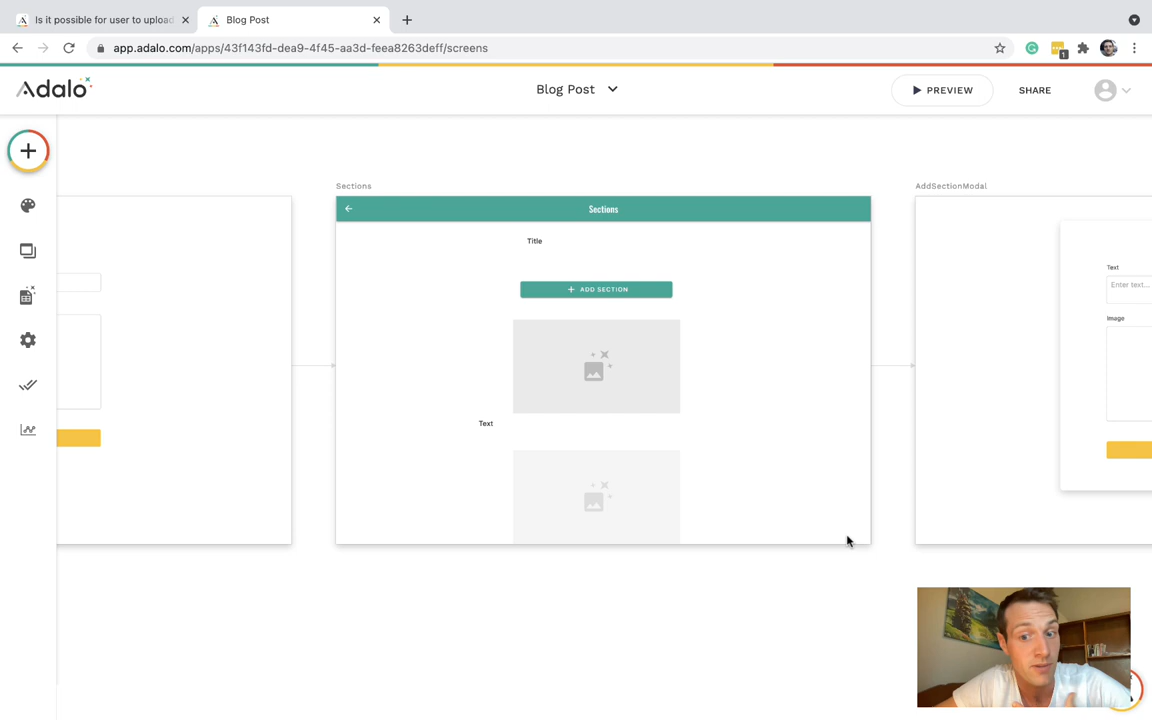 Is it possible for user to upload
Blog Post
app.adalo.com/apps/43f143fd-dea9-4f45-aa3d-feea8263deff/screens
1
Adalo
Blog Post
PREVIEW
SHARE
Sections
AddSectionModal
Sections
Title
ADD SECTION
Text
Text
Enter text...
Image